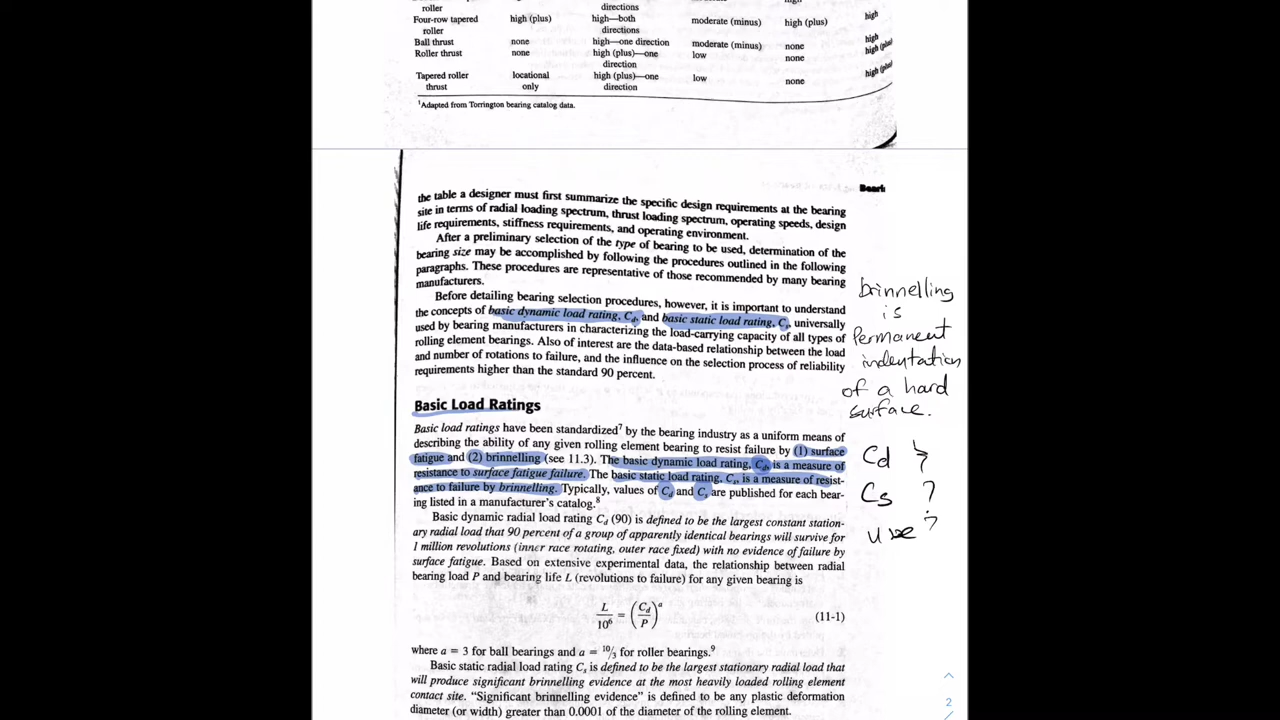 roller
directions
Four-row tapered
high (plus)
high—both
moderate (minus)
high (plus)
high
roller
directions
Ball thrust
none
high—one direction
moderate (minus)
none
high
Roller thrust
none
high (plus)—one
low
none
high (plus)
direction
Tapered roller
locational
high (plus)—one
low
none
high (plus)
thrust
only
direction
¹Adapted from Torrington bearing catalog data.
the table a designer must first summarize the specific design requirements at the bearing
site in terms of radial loading spectrum, thrust loading spectrum, operating speeds, design
life requirements, stiffness requirements, and operating environment.
After a preliminary selection of the type of bearing to be used, determination of the
bearing size may be accomplished by following the procedures outlined in the following
paragraphs. These procedures are representative of those recommended by many bearing
manufacturers.
Before detailing bearing selection procedures, however, it is important to understand
the concepts of basic dynamic load rating, Cd, and basic static load rating, Cs, universally
used by bearing manufacturers in characterizing the load-carrying capacity of all types of
rolling element bearings. Also of interest are the data-based relationship between the load
and number of rotations to failure, and the influence on the selection process of reliability
requirements higher than the standard 90 percent.
brinnelling
is
permanent
indentation
of a hard
surface.
Basic Load Ratings
Basic load ratings have been standardized⁷ by the bearing industry as a uniform means of
describing the ability of any given rolling element bearing to resist failure by (1) surface
fatigue and (2) brinnelling (see 11.3). The basic dynamic load rating, Cd, is a measure of
resistance to surface fatigue failure. The basic static load rating, Cs, is a measure of resist-
ance to failure by brinnelling. Typically, values of Cd and Cs are published for each bear-
ing listed in a manufacturer's catalog.⁸
Cd
Cs ?
use ?
Basic dynamic radial load rating Cd (90) is defined to be the largest constant station-
ary radial load that 90 percent of a group of apparently identical bearings will survive for
1 million revolutions (inner race rotating, outer race fixed) with no evidence of failure by
surface fatigue. Based on extensive experimental data, the relationship between radial
bearing load P and bearing life L (revolutions to failure) for any given bearing is
L/10⁶ = (Cd/P)ᵃ (11-1)
where a = 3 for ball bearings and a = 10/3 for roller bearings.⁹
Basic static radial load rating Cs is defined to be the largest stationary radial load that
will produce significant brinnelling evidence at the most heavily loaded rolling element
contact site. "Significant brinnelling evidence" is defined to be any plastic deformation
diameter (or width) greater than 0.0001 of the diameter of the rolling element.
2